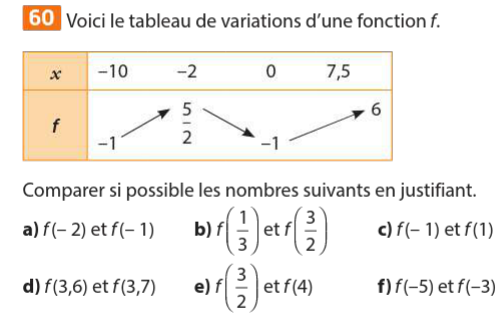 60 Voici le tableau de variations d’une fonction f.
x −10 −2 0 7,5
f −1 5/2 −1 6
Comparer si possible les nombres suivants en justifiant.
a) f(− 2) et f(− 1) b) f(1/3) et f(3/2) c) f(− 1) et f(1)
d) f(3,6) et f(3,7) e) f(3/2) et f(4) f) f(−5) et f(−3)